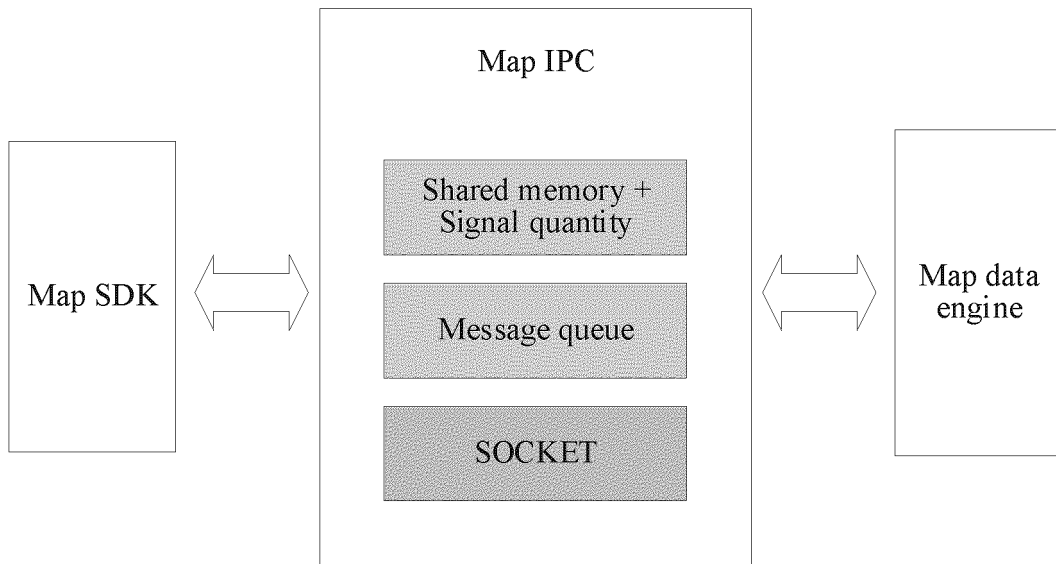 Map IPC
Shared memory +
Signal quantity
Map SDK
Message queue
Map data
engine
SOCKET